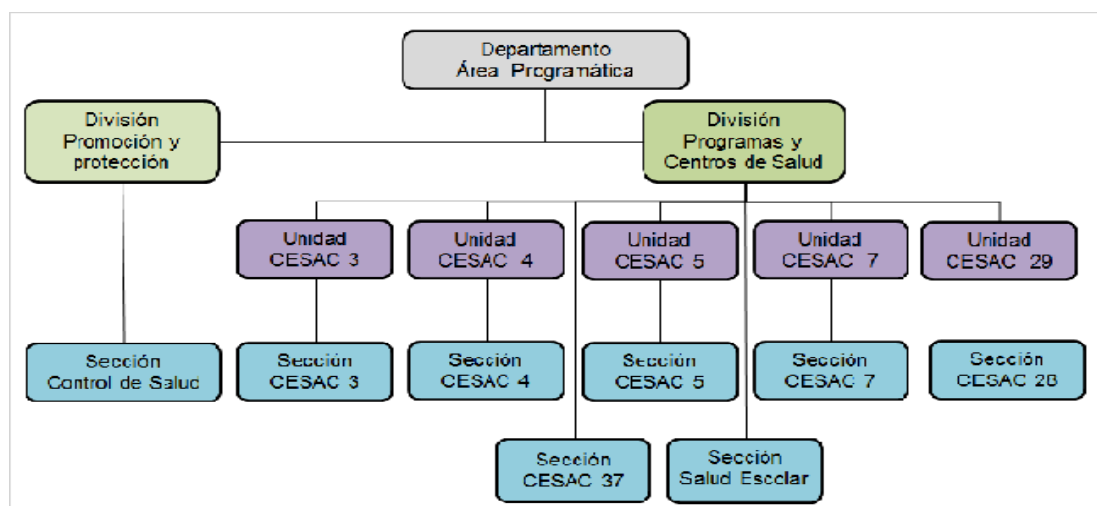 Departamento
Área Programática
División
Promoción y
protección
División
Programas y
Centros de Salud
Unidad
CESAC 3
Unidad
CESAC 4
Unidad
CESAC 5
Unidad
CESAC 7
Unidad
CESAC 29
Sección
Control de Salud
Sección
CESAC 3
Sección
CESAC 4
Sección
CESAC 5
Sección
CESAC 7
Sección
CESAC 28
Sección
CESAC 37
Sección
Salud Escolar